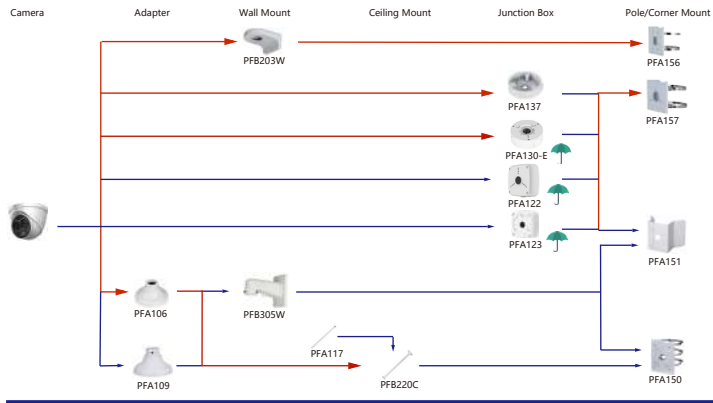 Camera Adapter Wall Mount Ceiling Mount Junction Box Pole/Corner Mount
PFB203W
PFA156
PFA137
PFA157
PFA130-E
PFA122
PFA123
PFA151
PFA106
PFB305W
PFA117
PFA109
PFB220C
PFA150